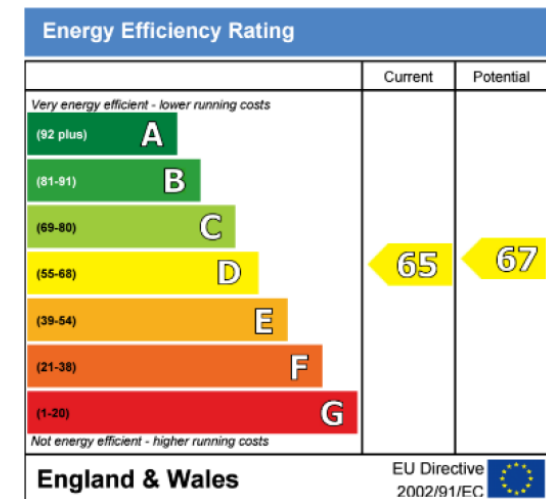 Energy Efficiency Rating
Current Potential
Very energy efficient - lower running costs
(92 plus) A
(81-91) B
(69-80) C
(55-68) D 65 67
(39-54) E
(21-38) F
(1-20) G
Not energy efficient - higher running costs
England & Wales
EU Directive
2002/91/EC